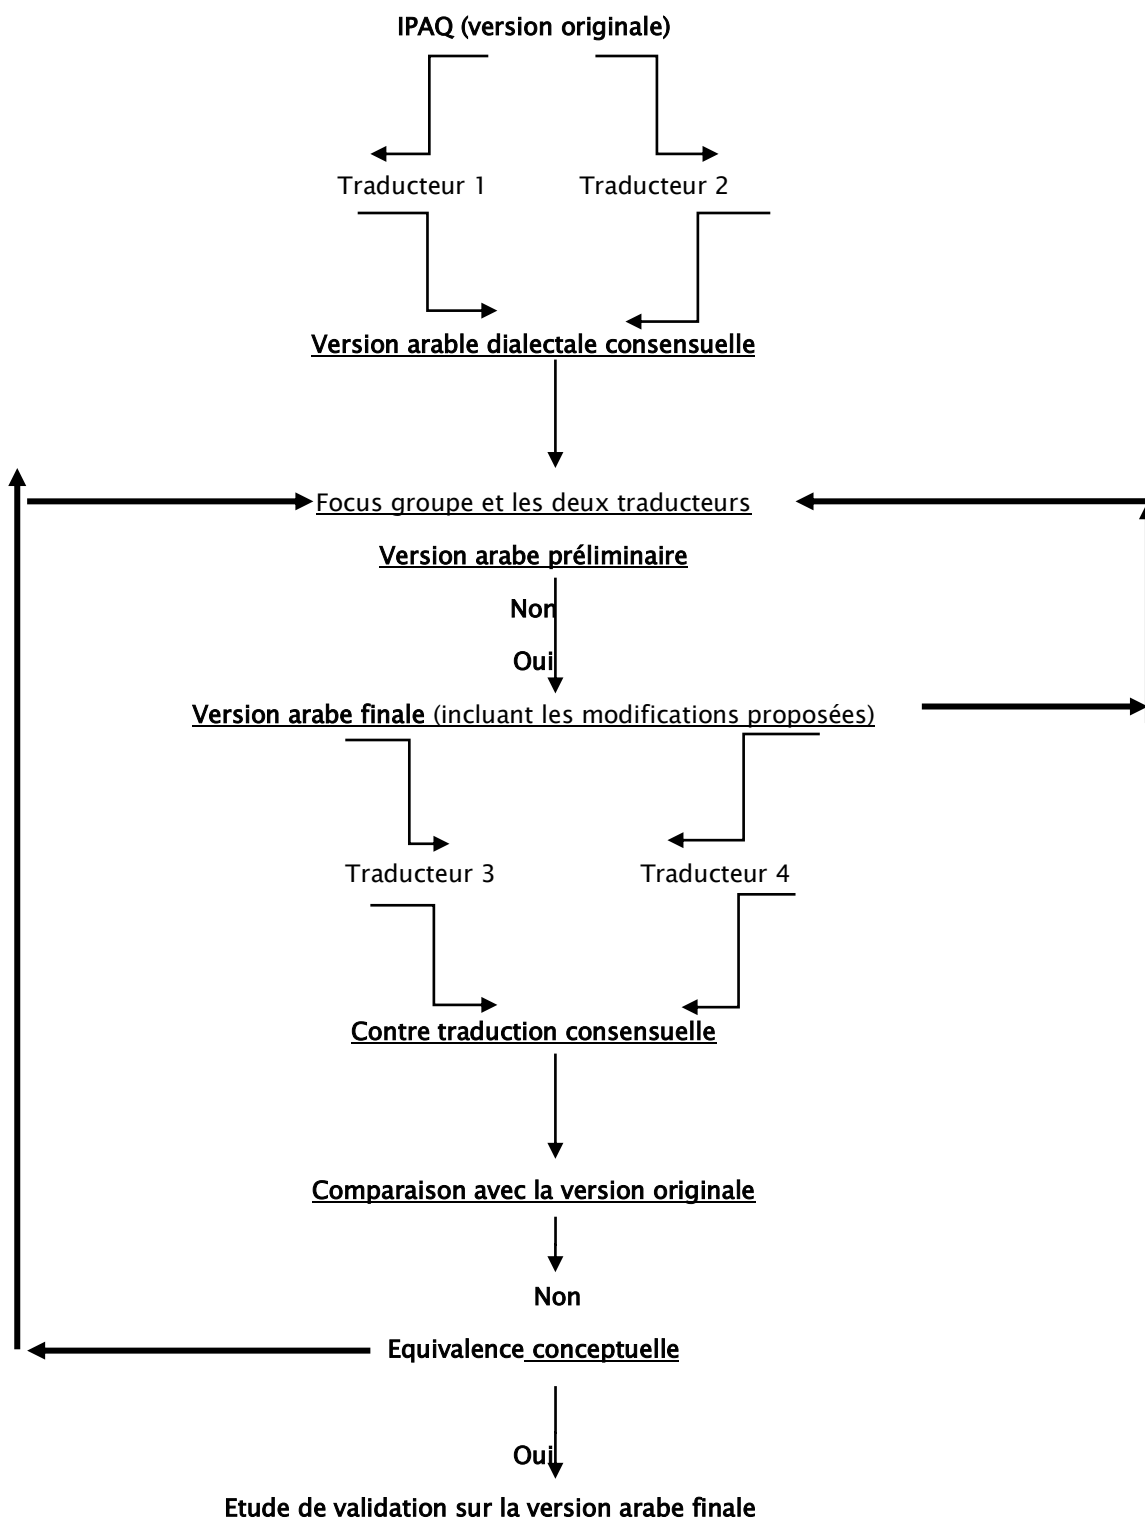 IPAQ (version originale)
Traducteur 1 Traducteur 2
Version arable dialectale consensuelle
Focus groupe et les deux traducteurs
Version arabe préliminaire
Non
Oui
Version arabe finale (incluant les modifications proposées)
Traducteur 3 Traducteur 4
Contre traduction consensuelle
Comparaison avec la version originale
Non
Equivalence conceptuelle
Oui
Etude de validation sur la version arabe finale